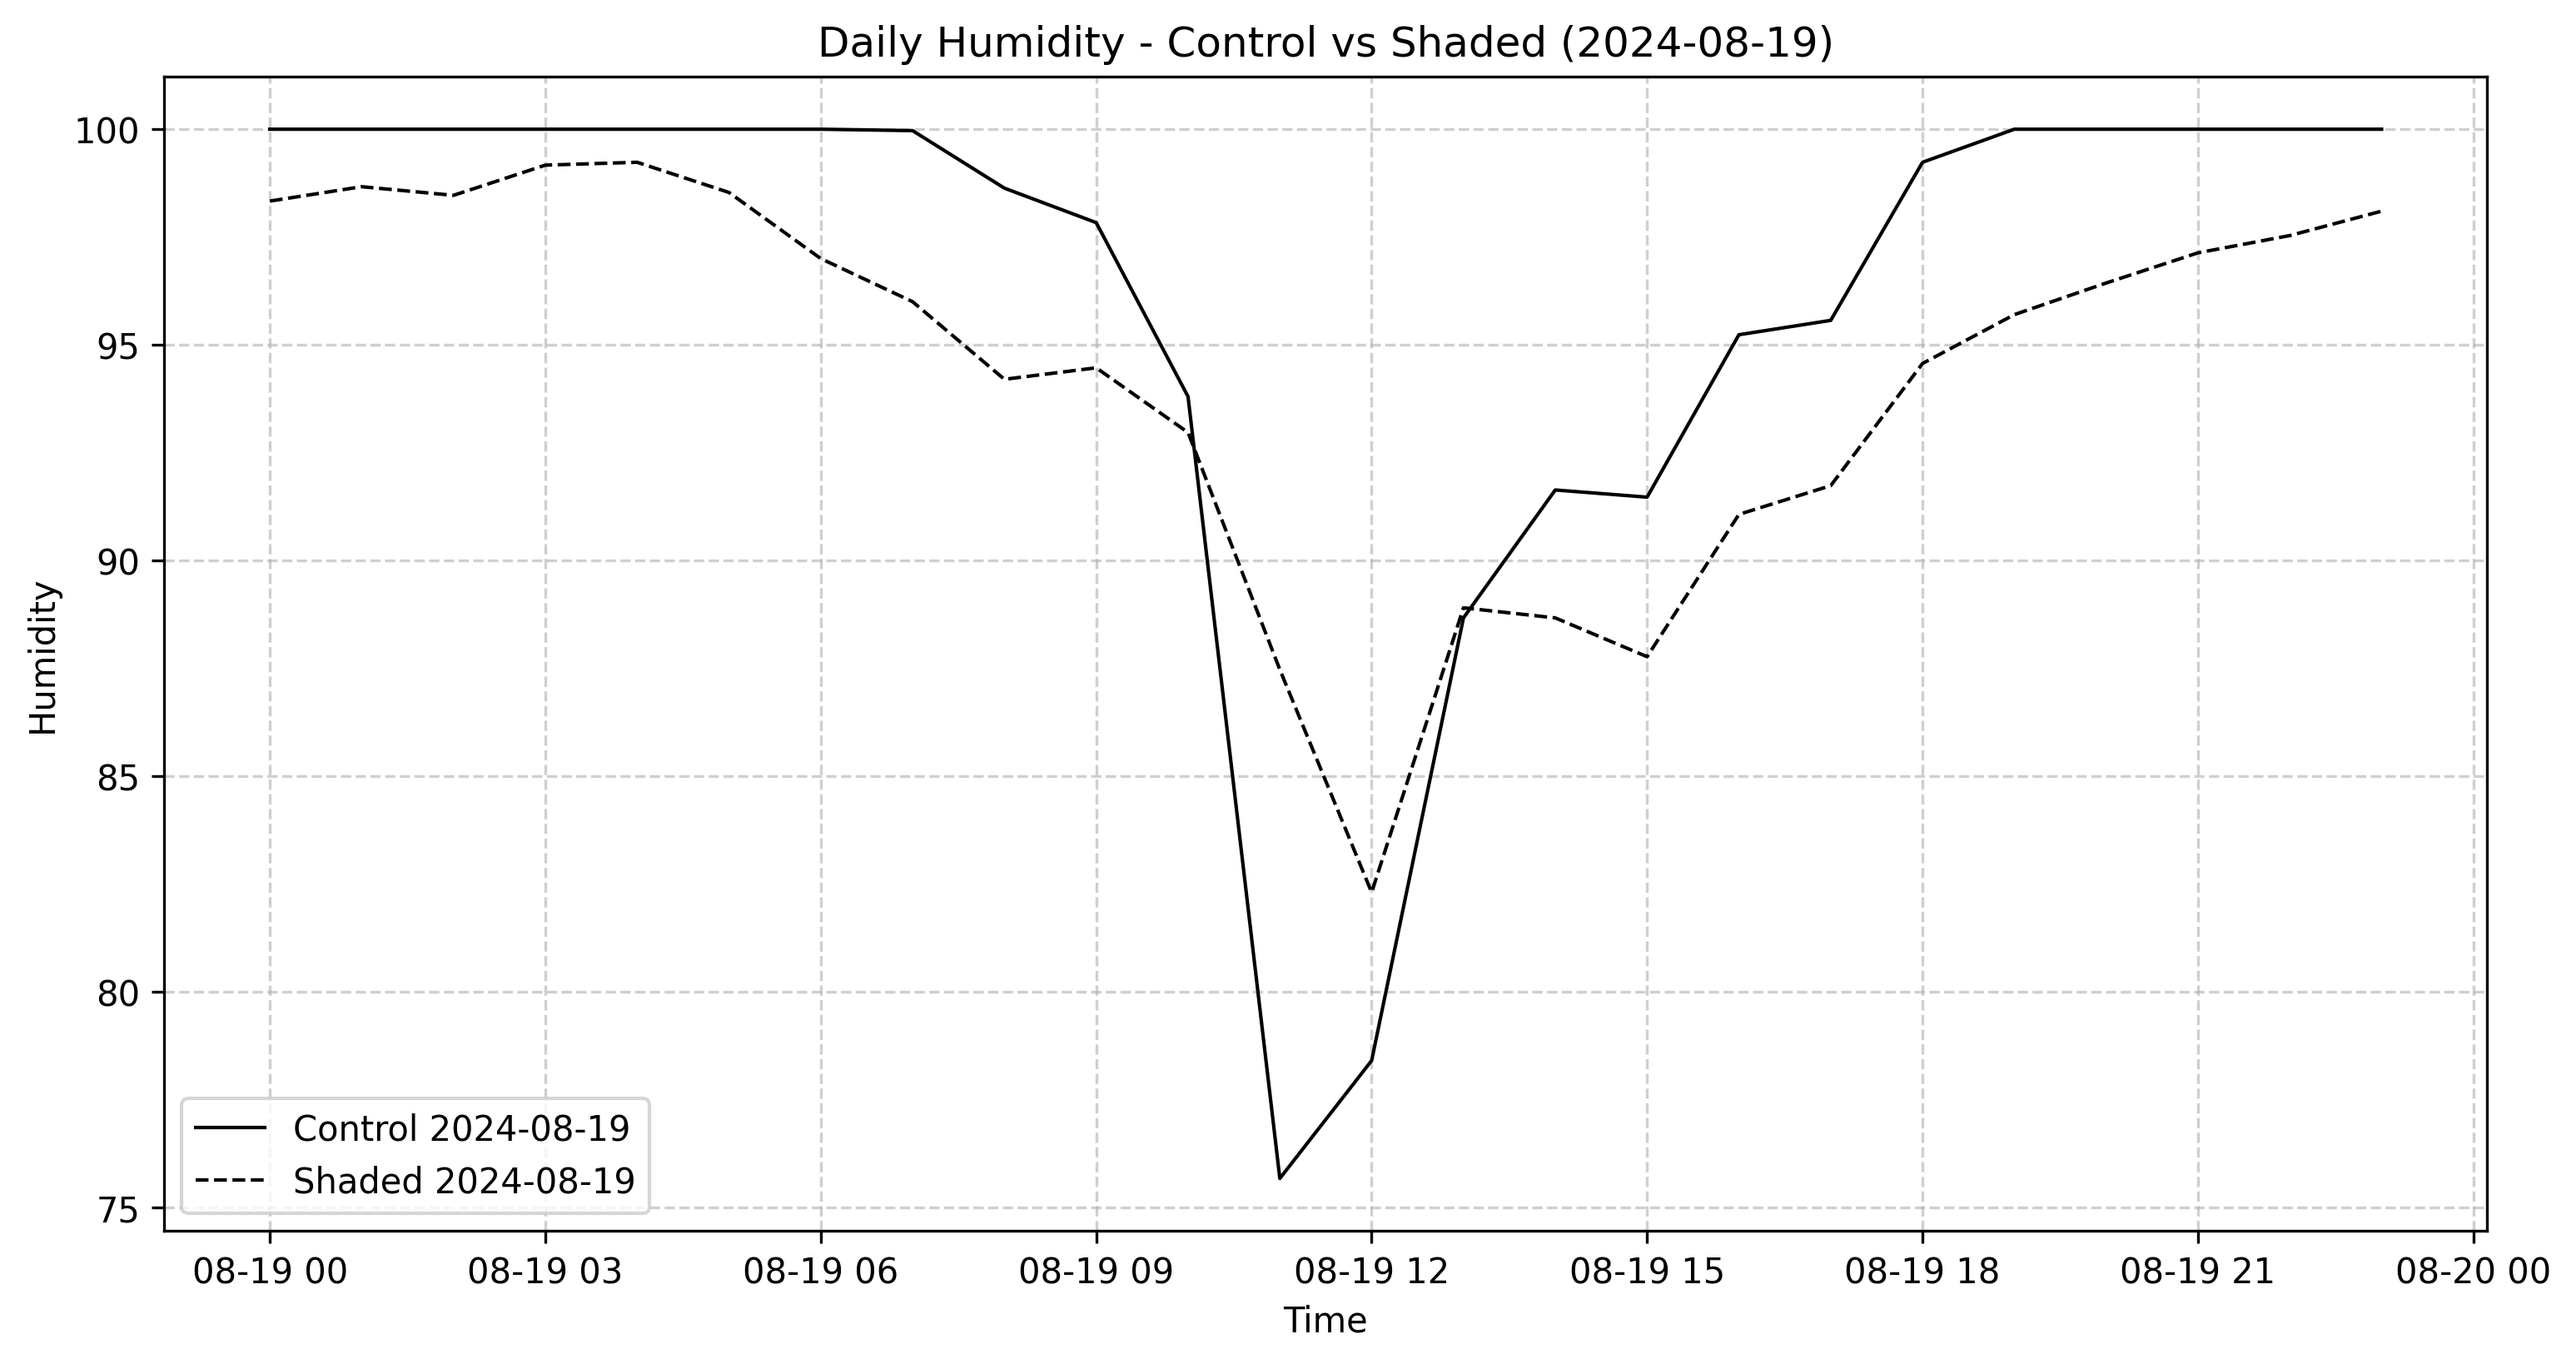 Daily Humidity - Control vs Shaded (2024-08-19)
100
95
90
85
80
75
Humidity
Control 2024-08-19
Shaded 2024-08-19
08-19 00 08-19 03 08-19 06 08-19 09 08-19 12 08-19 15 08-19 18 08-19 21 08-20 00
Time